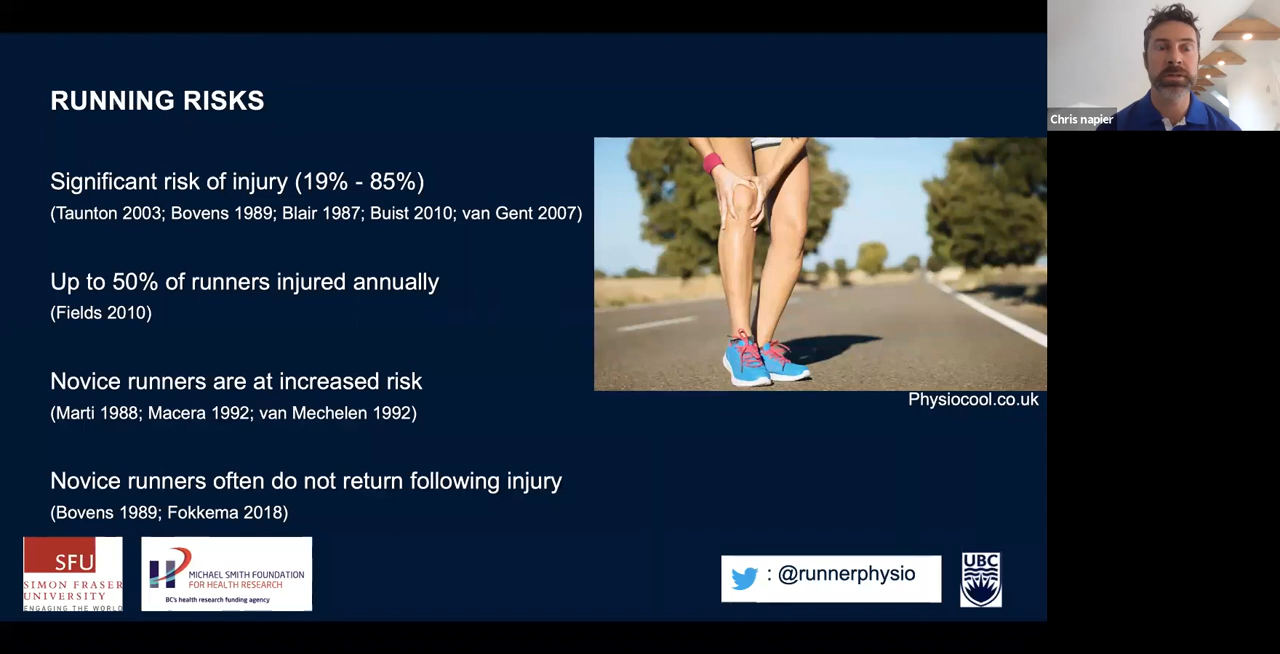 RUNNING RISKS
Significant risk of injury (19% - 85%)
(Taunton 2003; Bovens 1989; Blair 1987; Buist 2010; van Gent 2007)
Up to 50% of runners injured annually
(Fields 2010)
Novice runners are at increased risk
(Marti 1988; Macera 1992; van Mechelen 1992)
Novice runners often do not return following injury
(Bovens 1989; Fokkema 2018)
Physiocool.co.uk
Chris napier
SFU
SIMON FRASER
UNIVERSITY
ENGAGING THE WORLD
MICHAEL SMITH FOUNDATION
FOR HEALTH RESEARCH
BC's health research funding agency
: @runnerphysio
UBC